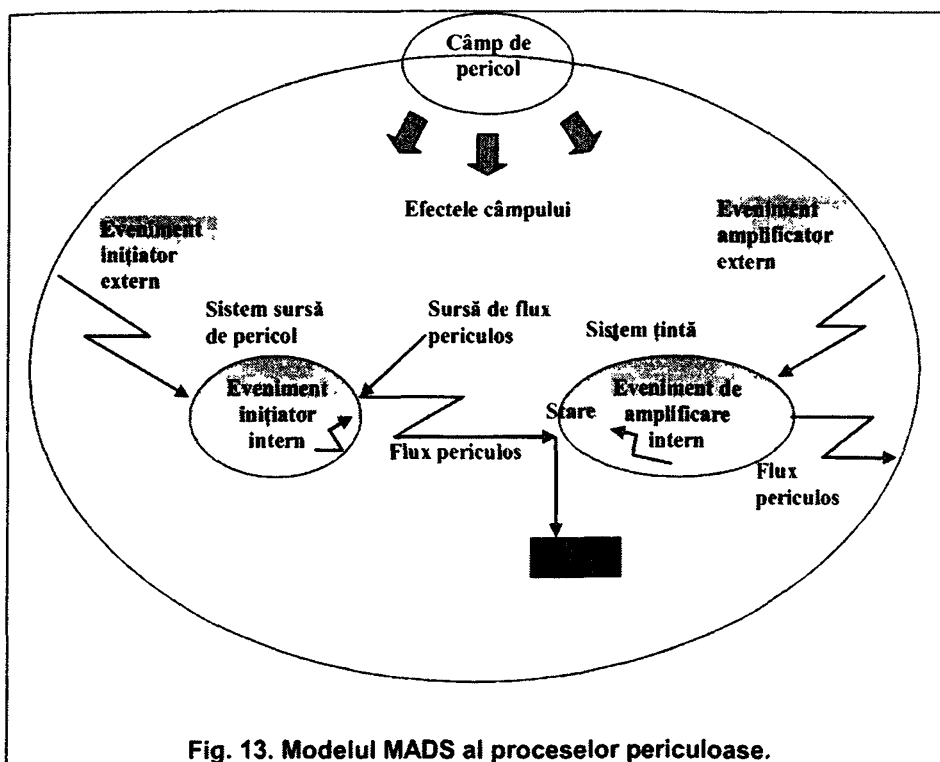 Câmp de
pericol
Efectele câmpului
Eveniment
inițiator
extern
Eveniment
amplificator
extern
Sistem sursă
de pericol
Sursă de flux
periculos
Sistem țintă
Eveniment
inițiator
intern
Stare
Eveniment de
amplificare
intern
Flux periculos
Flux
periculos
Fig. 13. Modelul MADS al proceselor periculoase.